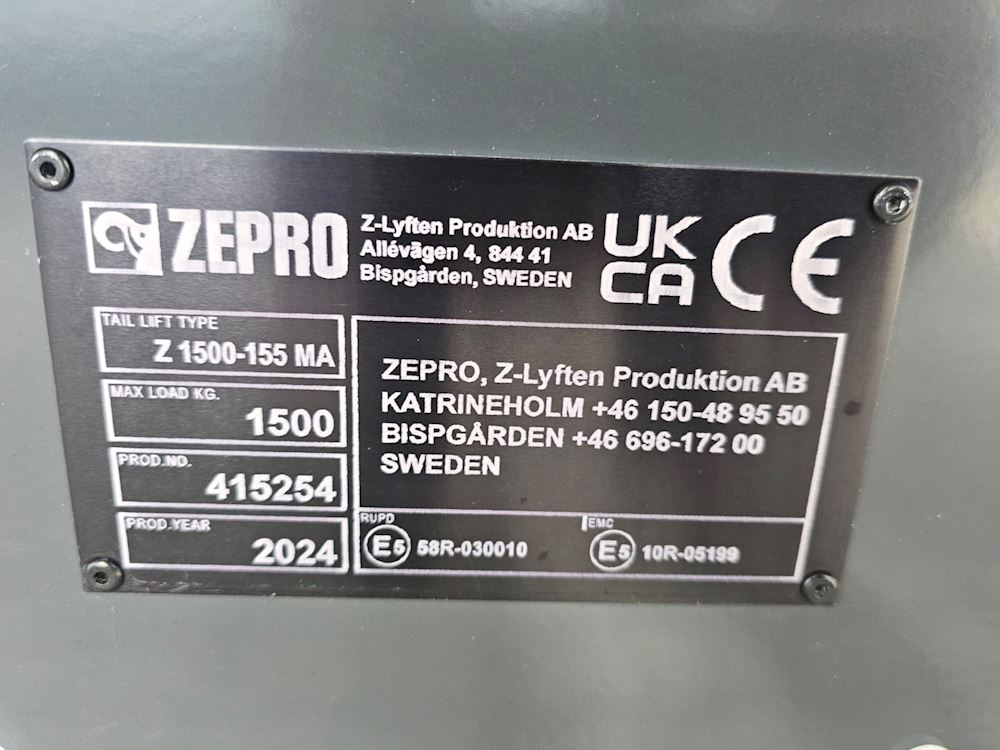 ZEPRO
Z-Lyften Produktion AB
Allévägen 4, 844 41
Bispgården, SWEDEN
UK
CA
CE
TAIL LIFT TYPE
Z 1500-155 MA
MAX LOAD KG.
1500
PROD.NO.
415254
PROD.YEAR
2024
ZEPRO, Z-Lyften Produktion AB
KATRINEHOLM +46 150-48 95 50
BISPGÅRDEN +46 696-172 00
SWEDEN
RUPD
E5 58R-030010
EMC
E5 10R-05199